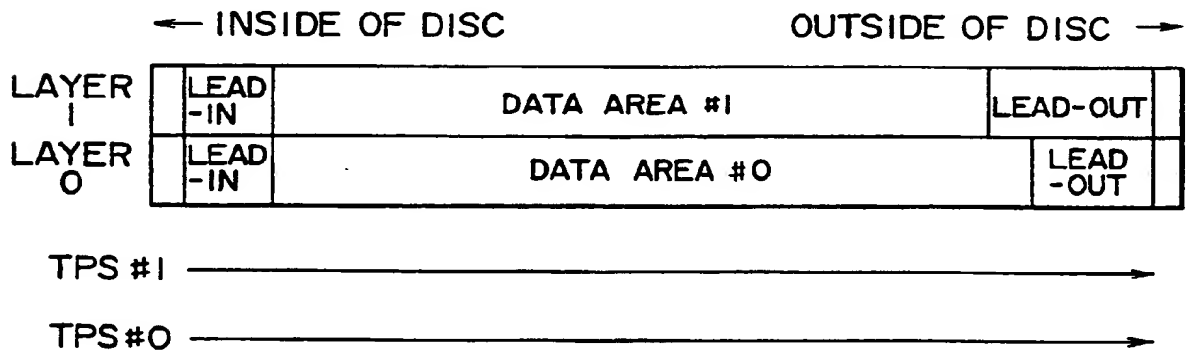 ← INSIDE OF DISC OUTSIDE OF DISC →
LAYER 1 LEAD-IN DATA AREA #1 LEAD-OUT
LAYER 0 LEAD-IN DATA AREA #0 LEAD-OUT
TPS #1
TPS #0